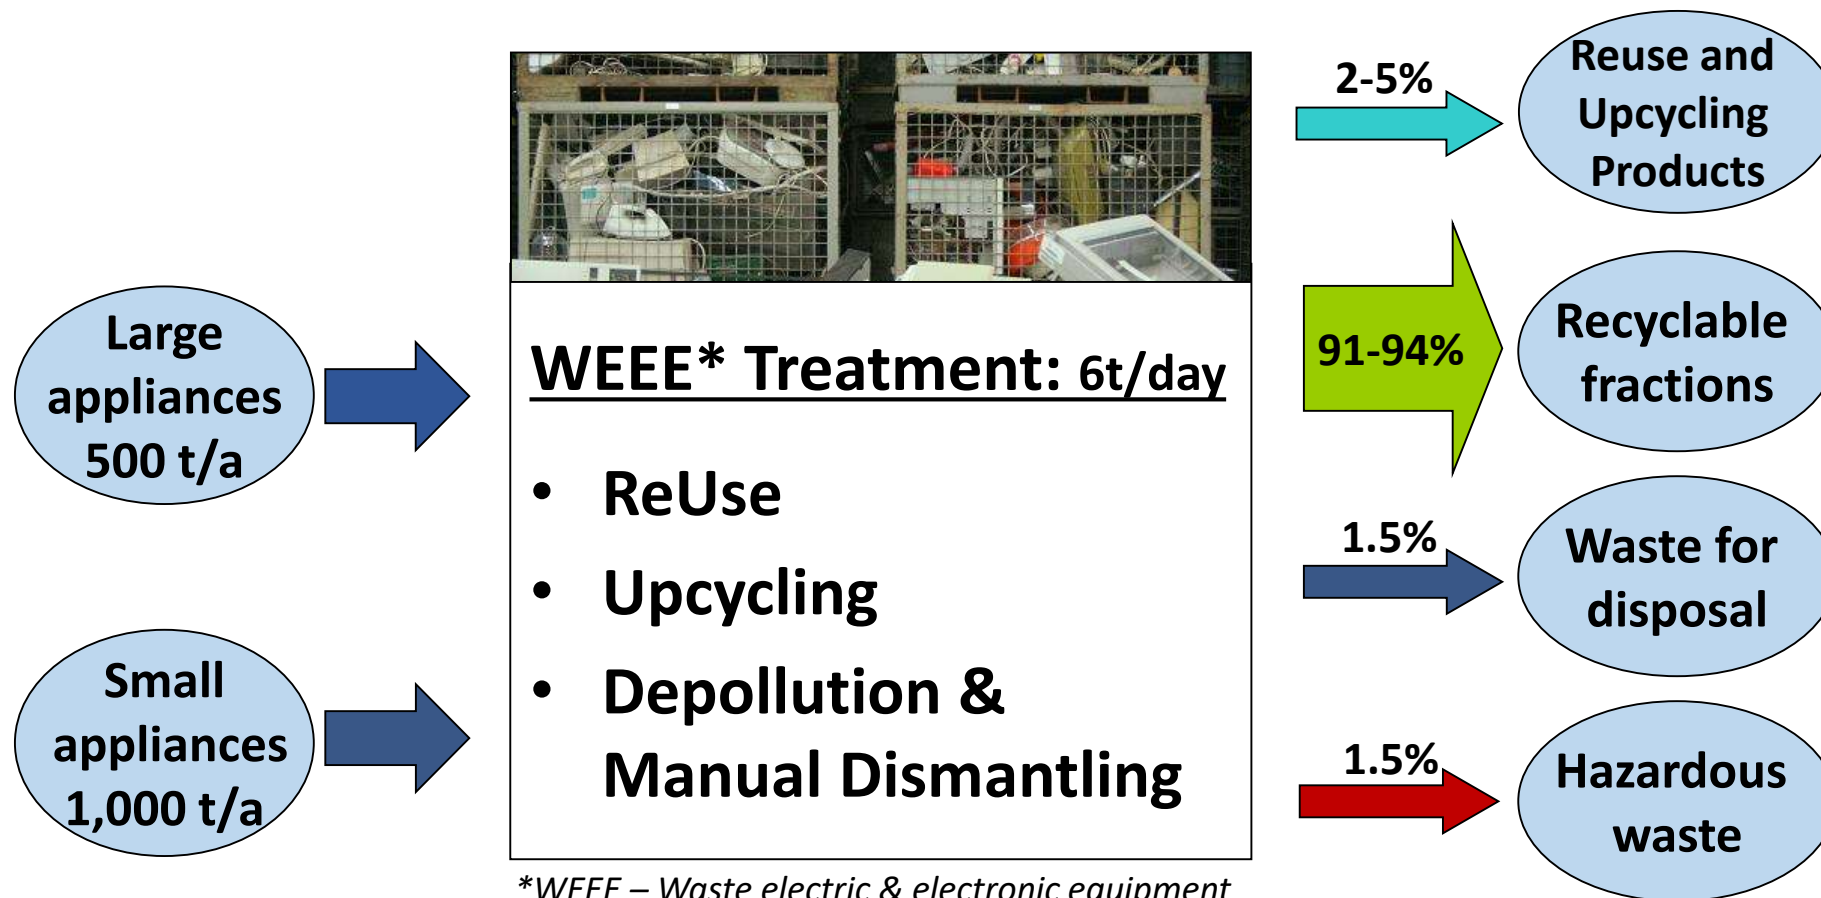 Large
appliances
500 t/a
Small
appliances
1,000 t/a
WEEE* Treatment: 6t/day
• ReUse
• Upcycling
• Depollution &
Manual Dismantling
*WEEE – Waste electric & electronic equipment
2-5%
Reuse and
Upcycling
Products
91-94%
Recyclable
fractions
1.5%
Waste for
disposal
1.5%
Hazardous
waste